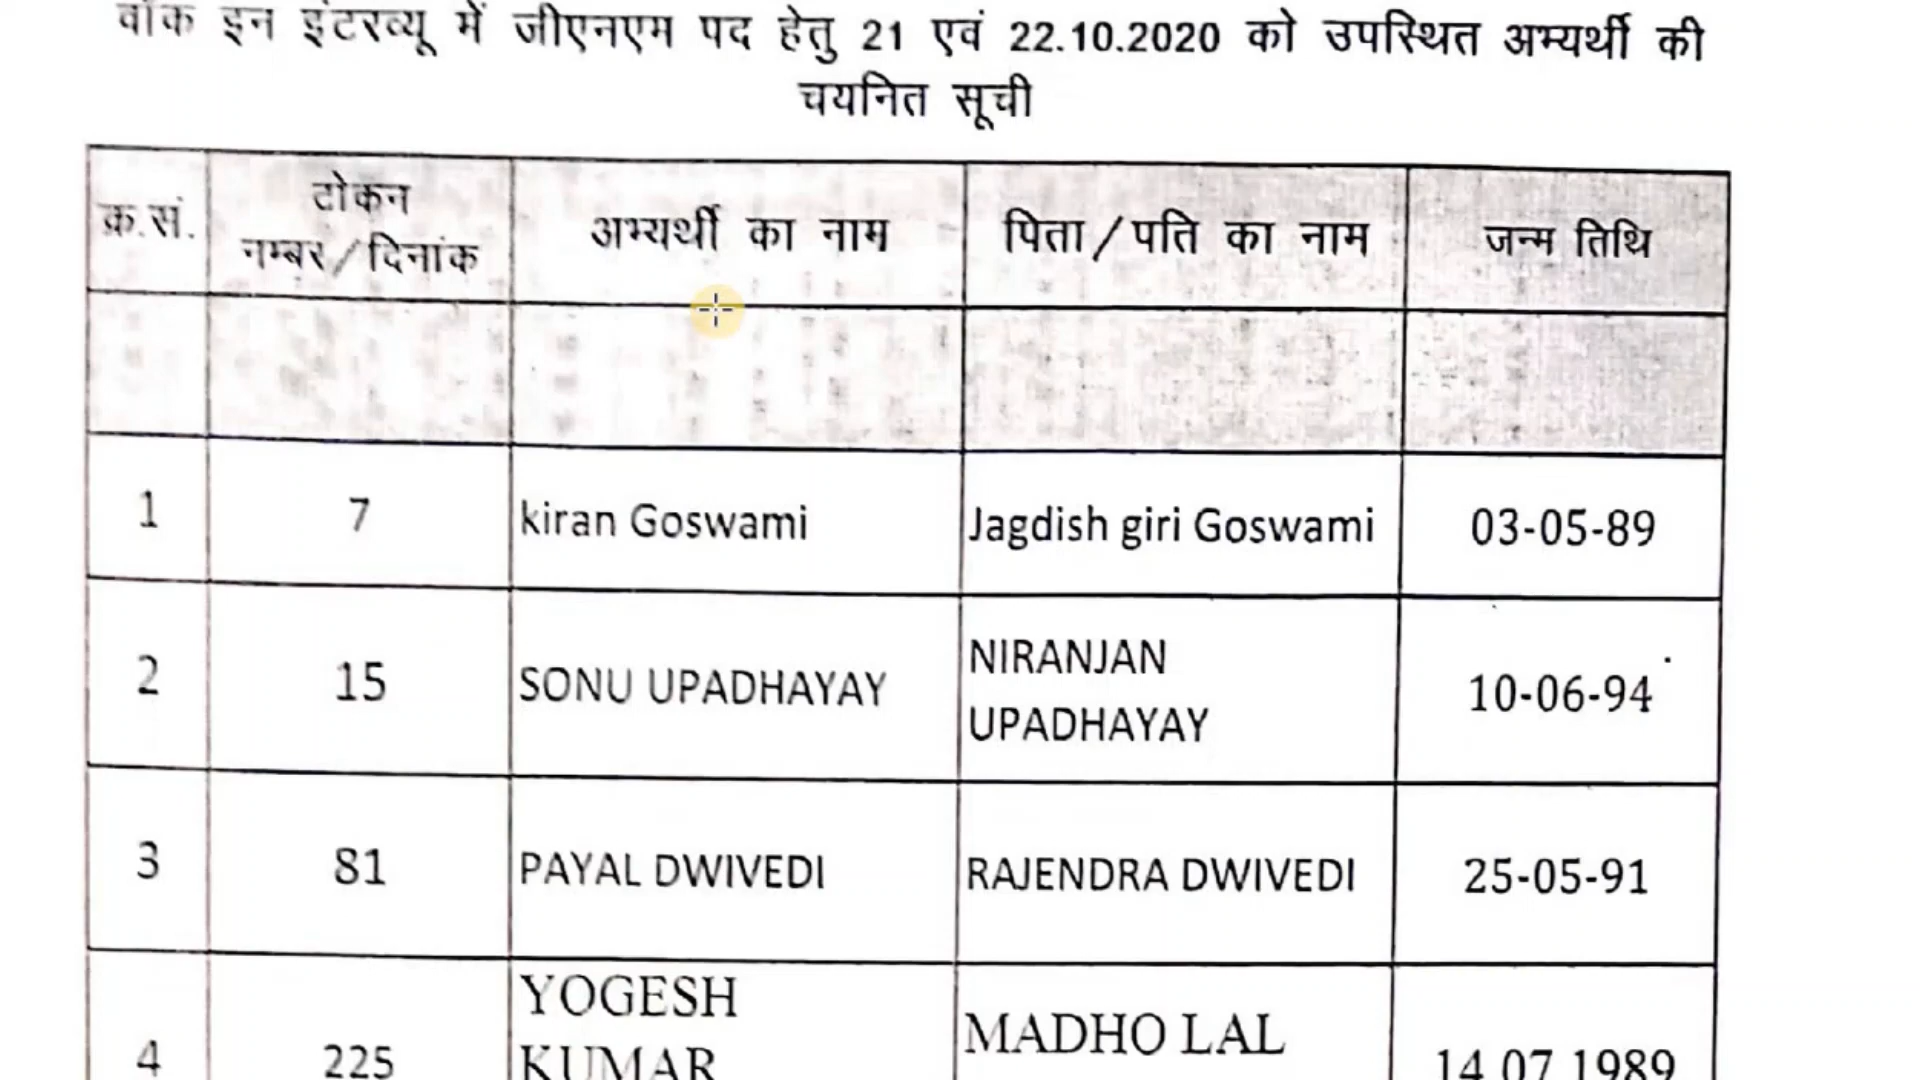 वॉक इन इंटरव्यू में जीएनएम पद हेतु 21 एवं 22.10.2020 को उपस्थित अभ्यर्थी की
चयनित सूची
क्र.सं. टोकन नम्बर/दिनांक अभ्यर्थी का नाम पिता/पति का नाम जन्म तिथि
1 7 kiran Goswami Jagdish giri Goswami 03-05-89
2 15 SONU UPADHAYAY NIRANJAN UPADHAYAY 10-06-94
3 81 PAYAL DWIVEDI RAJENDRA DWIVEDI 25-05-91
4 225 YOGESH KUMAR MADHO LAL 14.07.1989